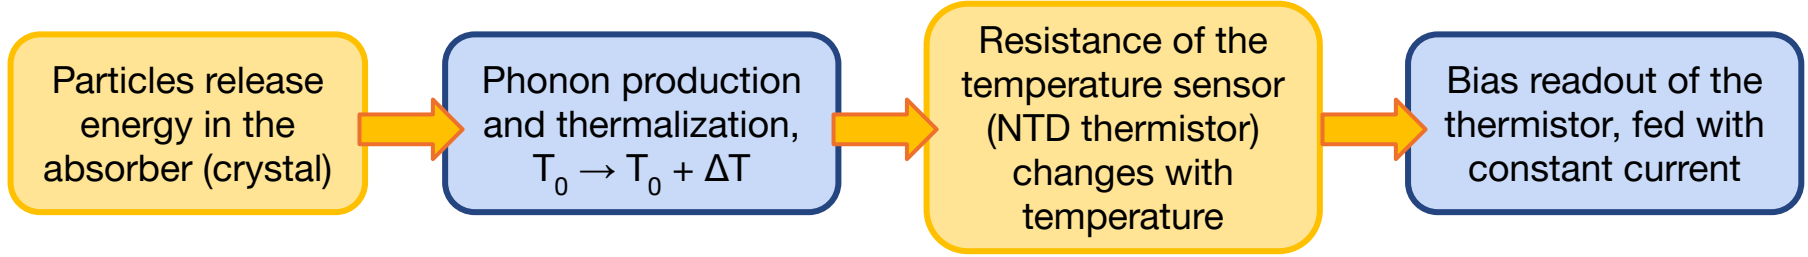 Particles release
energy in the
absorber (crystal)
Phonon production
and thermalization,
T₀ → T₀ + ΔT
Resistance of the
temperature sensor
(NTD thermistor)
changes with
temperature
Bias readout of the
thermistor, fed with
constant current